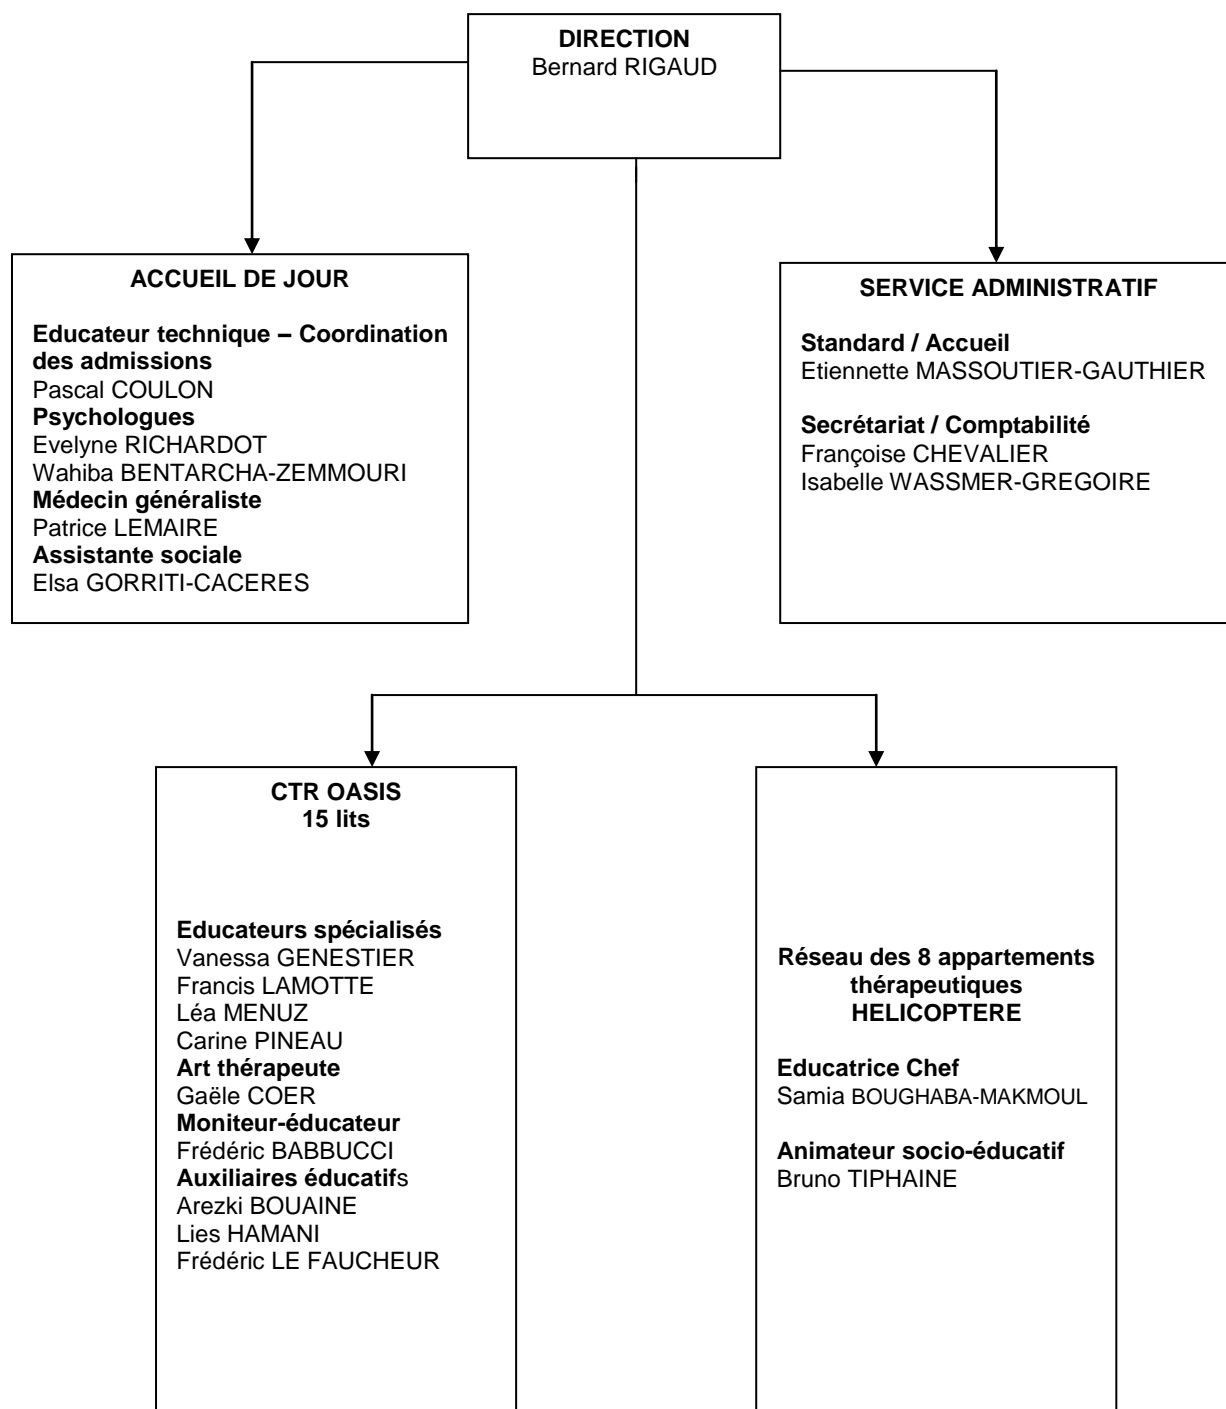 DIRECTION
Bernard RIGAUD
ACCUEIL DE JOUR
Educateur technique – Coordination
des admissions
Pascal COULON
Psychologues
Evelyne RICHARDOT
Wahiba BENTARCHA-ZEMMOURI
Médecin généraliste
Patrice LEMAIRE
Assistante sociale
Elsa GORRITI-CACERES
SERVICE ADMINISTRATIF
Standard / Accueil
Etiennette MASSOUTIER-GAUTHIER
Secrétariat / Comptabilité
Françoise CHEVALIER
Isabelle WASSMER-GREGOIRE
CTR OASIS
15 lits
Educateurs spécialisés
Vanessa GENESTIER
Francis LAMOTTE
Léa MENUZ
Carine PINEAU
Art thérapeute
Gaële COER
Moniteur-éducateur
Frédéric BABBUCCI
Auxiliaires éducatifs
Arezki BOUAINE
Lies HAMANI
Frédéric LE FAUCHEUR
Réseau des 8 appartements
thérapeutiques
HELICOPTERE
Educatrice Chef
Samia BOUGHABA-MAKMOUL
Animateur socio-éducatif
Bruno TIPHAINE